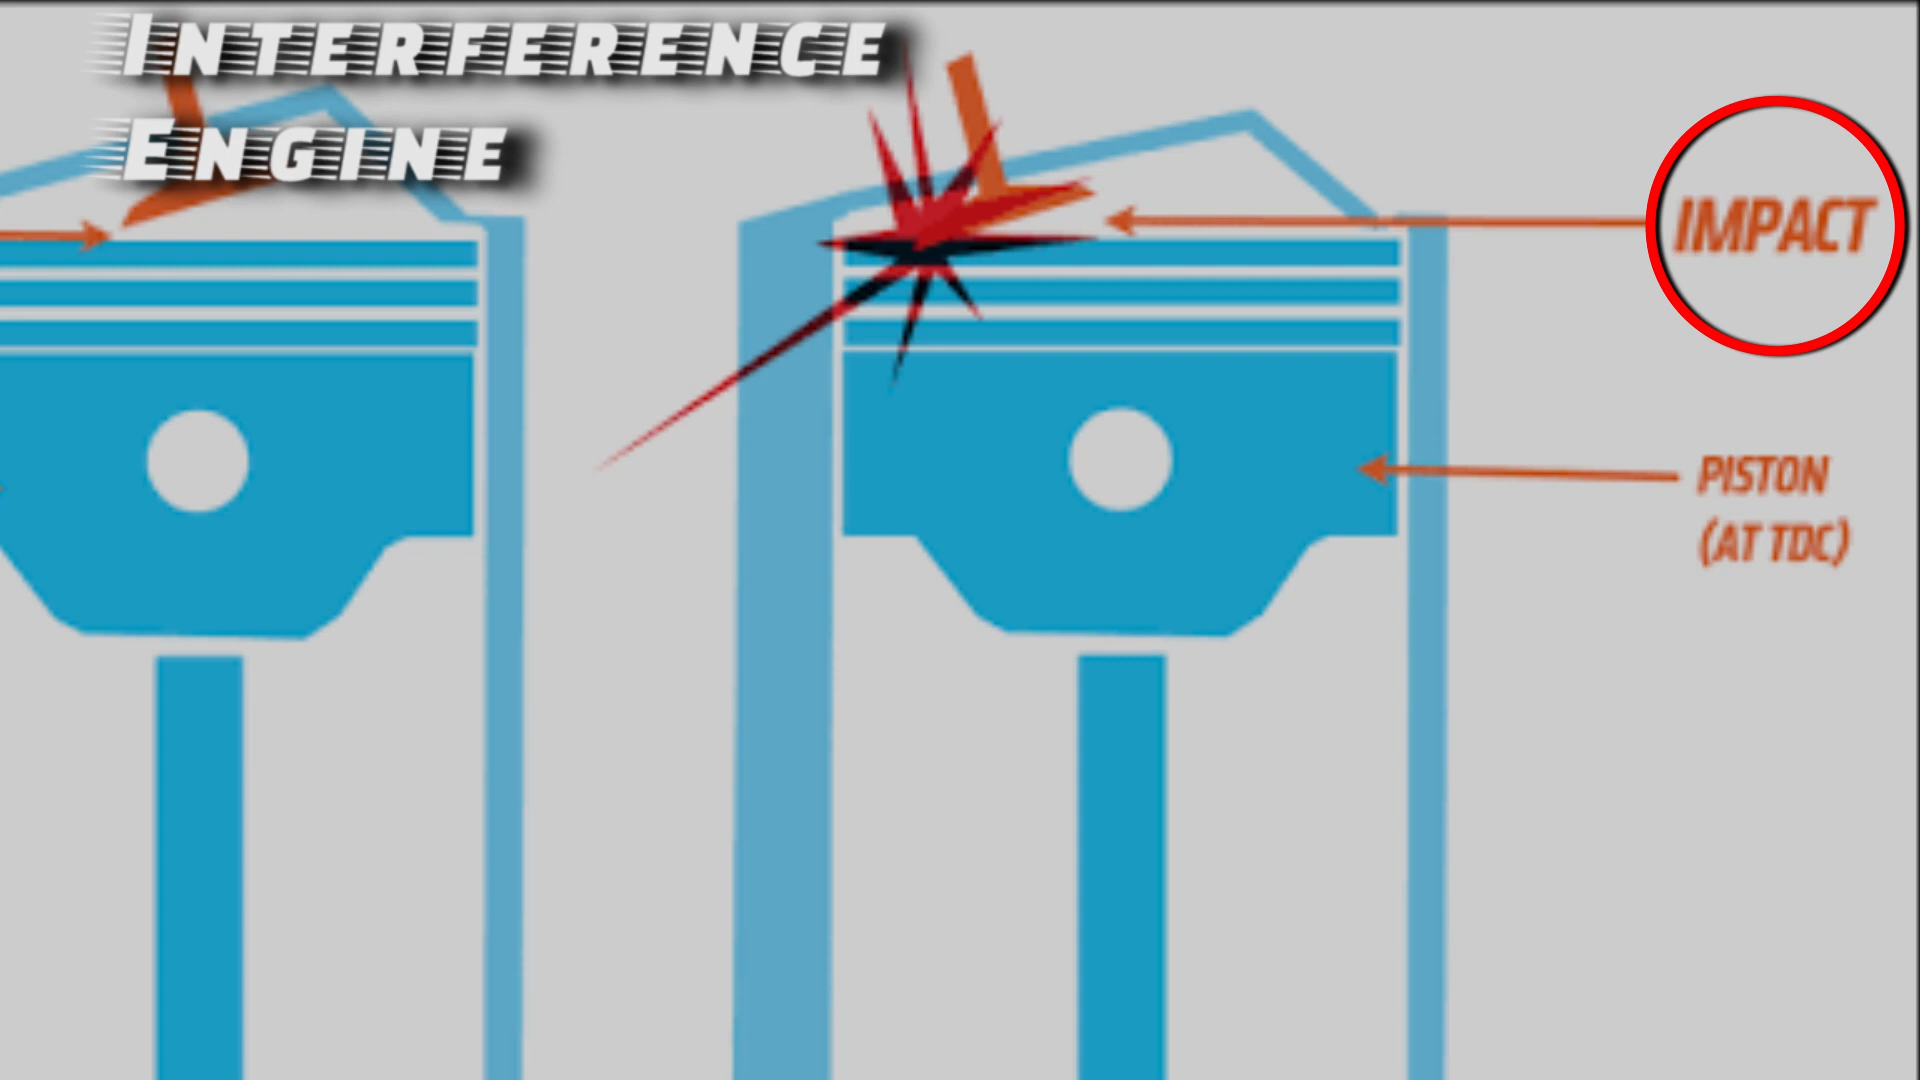 INTERFERENCE
ENGINE
IMPACT
PISTON
(AT TDC)